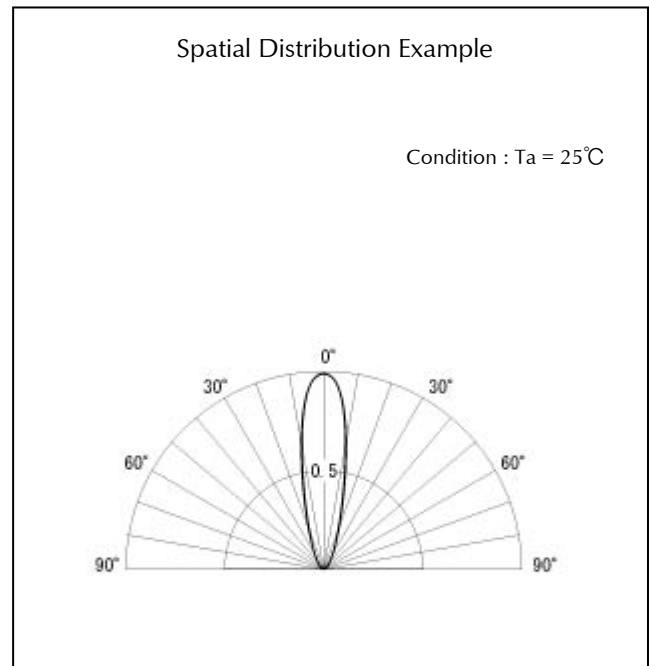 Spatial Distribution Example
Condition : Ta = 25℃
0°
30° 30°
60° 60°
0.5
90° 90°